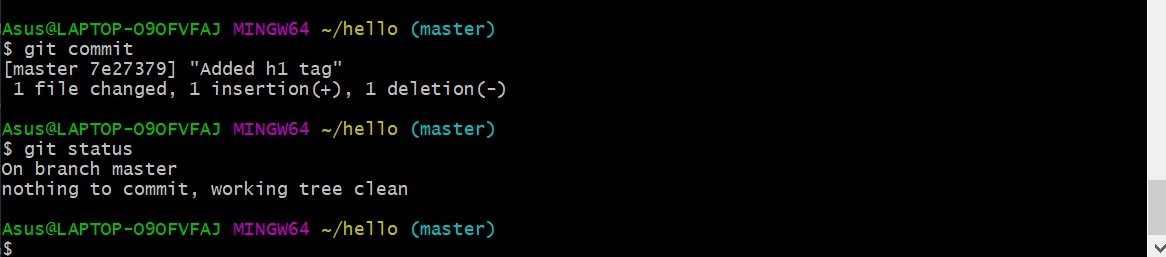 Asus@LAPTOP-O9OFVFAJ MINGW64 ~/hello (master)
$ git commit
[master 7e27379] "Added h1 tag"
 1 file changed, 1 insertion(+), 1 deletion(-)
Asus@LAPTOP-O9OFVFAJ MINGW64 ~/hello (master)
$ git status
On branch master
nothing to commit, working tree clean
Asus@LAPTOP-O9OFVFAJ MINGW64 ~/hello (master)
$